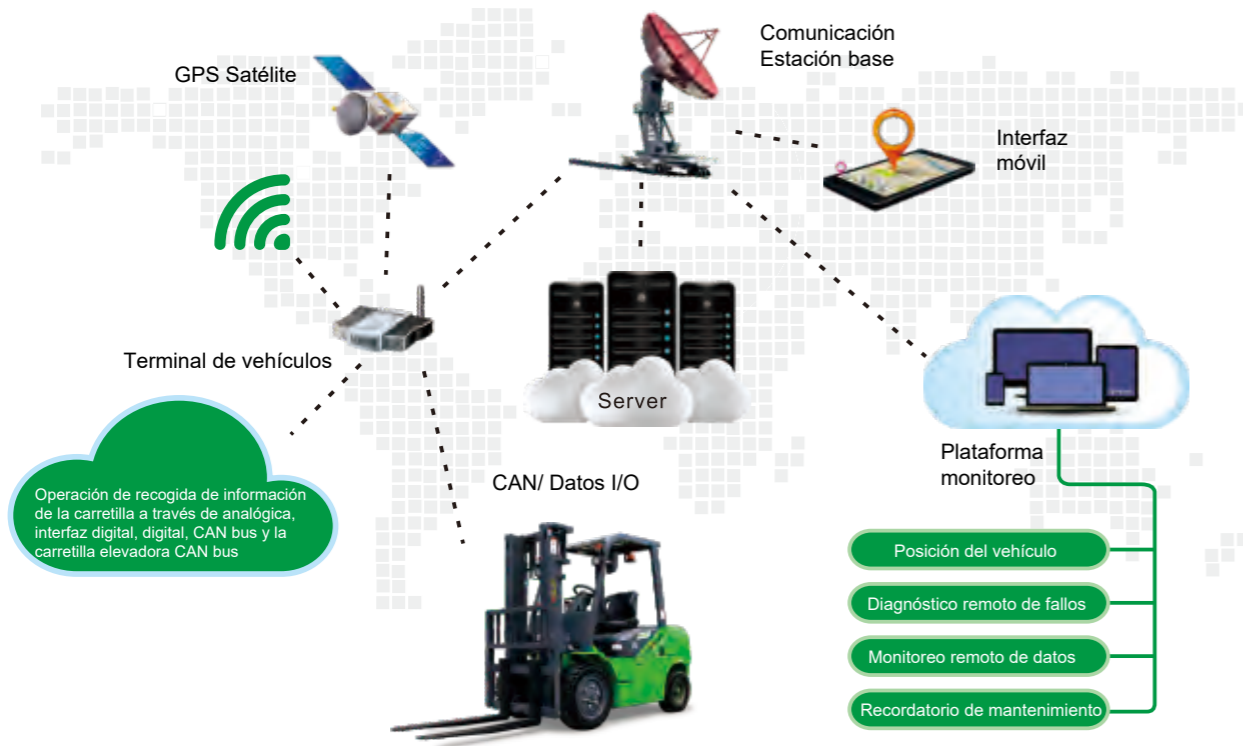 Comunicación
Estación base
GPS Satélite
Interfaz
móvil
Terminal de vehículos
Server
Plataforma
monitoreo
CAN/ Datos I/O
Operación de recogida de información
de la carretilla a través de analógica,
interfaz digital, digital, CAN bus y la
carretilla elevadora CAN bus
Posición del vehículo
Diagnóstico remoto de fallos
Monitoreo remoto de datos
Recordatorio de mantenimiento